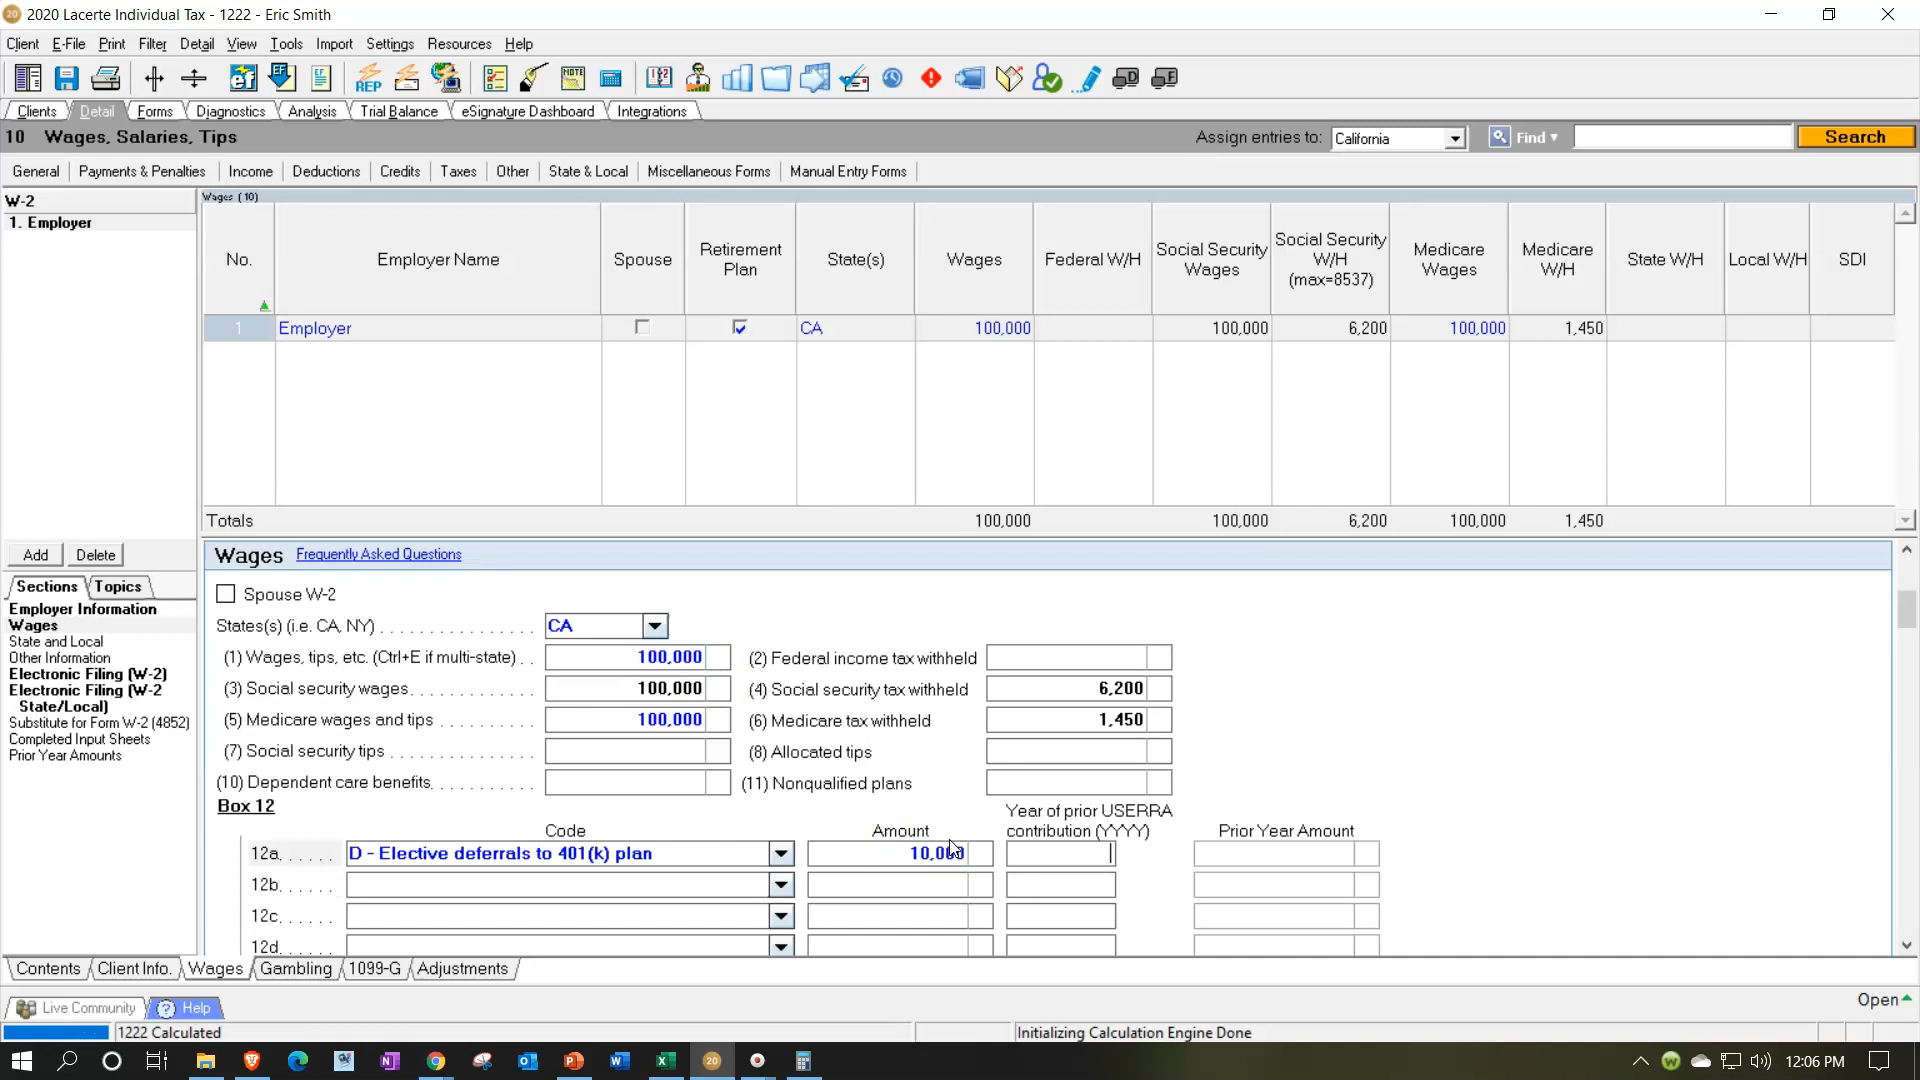 2020 Lacerte Individual Tax - 1222 - Eric Smith
Client E-File Print Filter Detail View Tools Import Settings Resources Help
Clients Detail Forms Diagnostics Analysis Trial Balance eSignature Dashboard Integrations
10 Wages, Salaries, Tips Assign entries to: California Find Search
General Payments & Penalties Income Deductions Credits Taxes Other State & Local Miscellaneous Forms Manual Entry Forms
W-2
1. Employer
Wages (10)
No. Employer Name Spouse Retirement Plan State(s) Wages Federal W/H Social Security Wages Social Security W/H (max=8537) Medicare Wages Medicare W/H State W/H Local W/H SDI
1 Employer CA 100,000 100,000 6,200 100,000 1,450
Totals 100,000 100,000 6,200 100,000 1,450
Add Delete
Sections Topics
Employer Information
Wages
State and Local
Other Information
Electronic Filing (W-2)
Electronic Filing (W-2
State/Local)
Substitute for Form W-2 (4852)
Completed Input Sheets
Prior Year Amounts
Wages Frequently Asked Questions
Spouse W-2
States(s) (i.e. CA, NY) CA
(1) Wages, tips, etc. (Ctrl+E if multi-state) 100,000 (2) Federal income tax withheld
(3) Social security wages 100,000 (4) Social security tax withheld 6,200
(5) Medicare wages and tips 100,000 (6) Medicare tax withheld 1,450
(7) Social security tips (8) Allocated tips
(10) Dependent care benefits (11) Nonqualified plans
Box 12
Code Amount Year of prior USERRA contribution (YYYY) Prior Year Amount
12a D - Elective deferrals to 401(k) plan 10,000
12b
12c
12d
Contents Client Info. Wages Gambling 1099-G Adjustments
Live Community Help Open
1222 Calculated Initializing Calculation Engine Done
12:06 PM